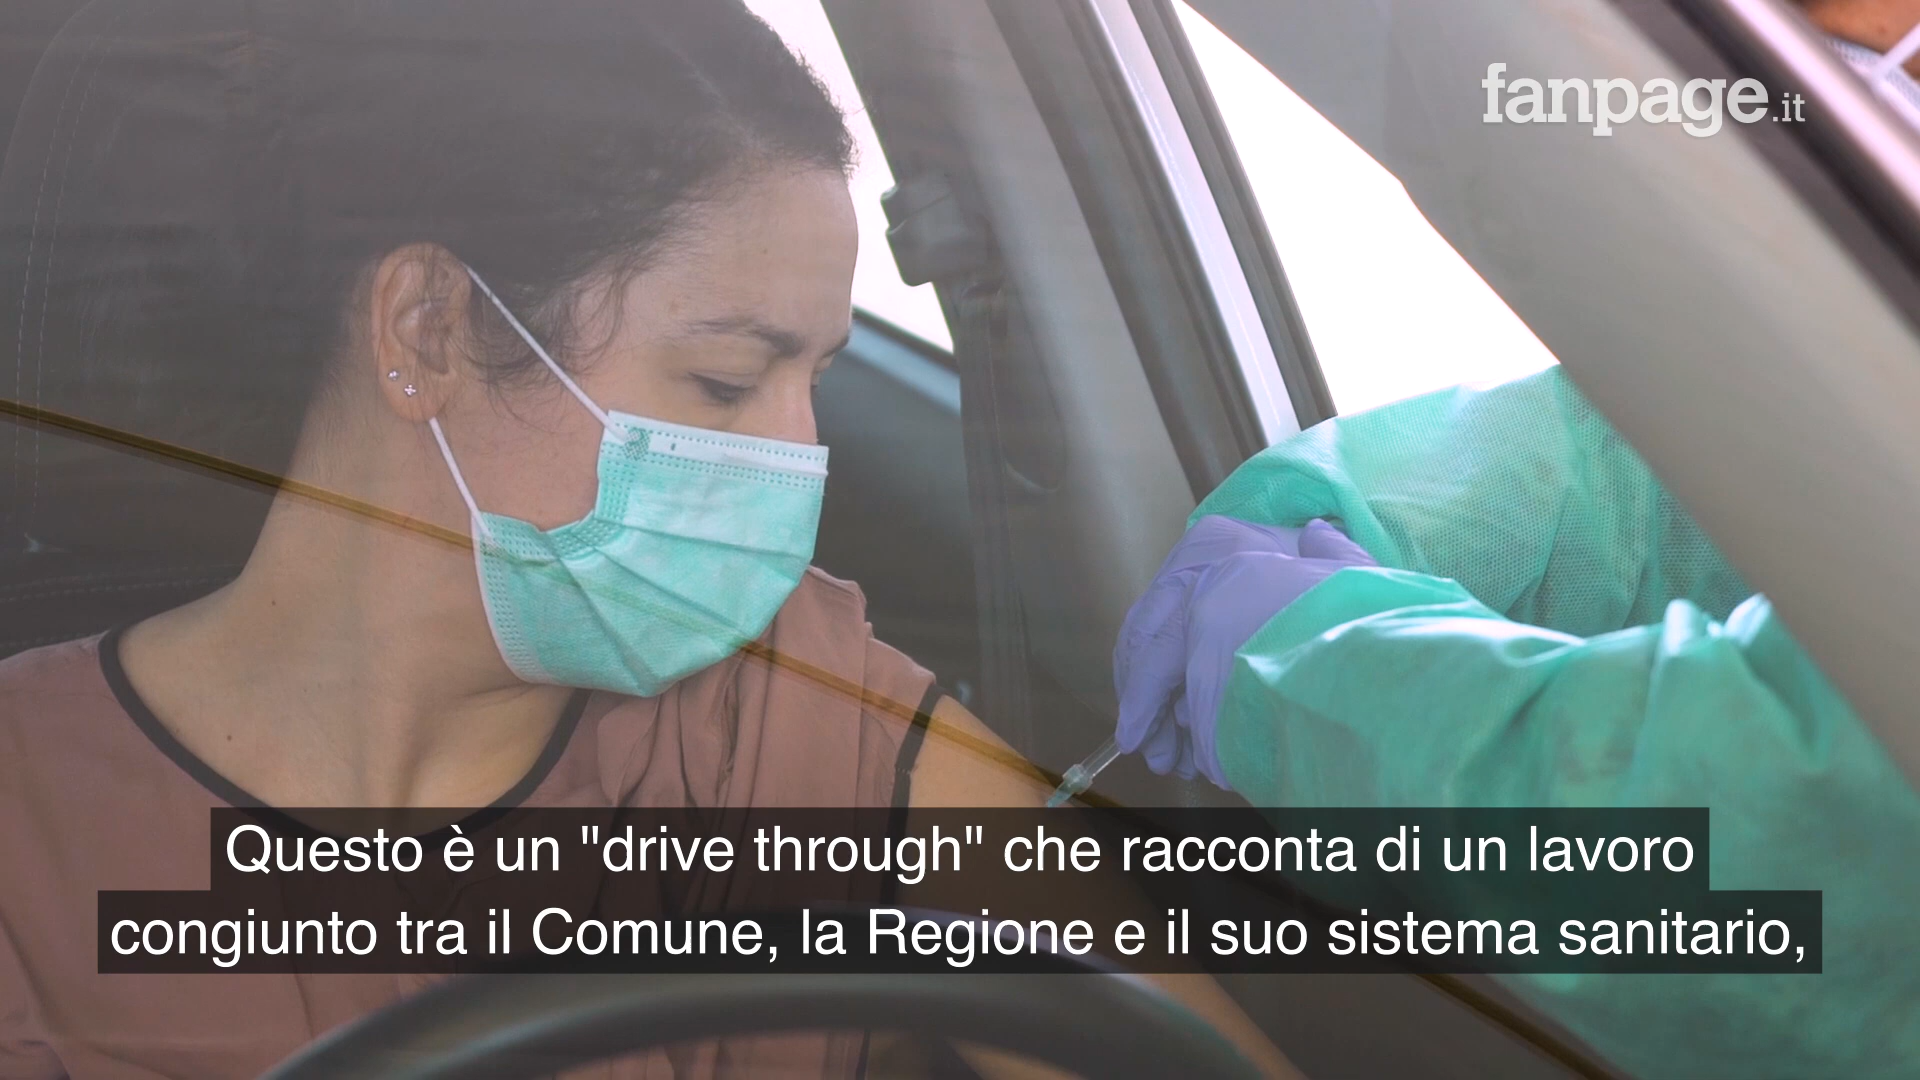 fanpage.it
Questo è un "drive through" che racconta di un lavoro
congiunto tra il Comune, la Regione e il suo sistema sanitario,